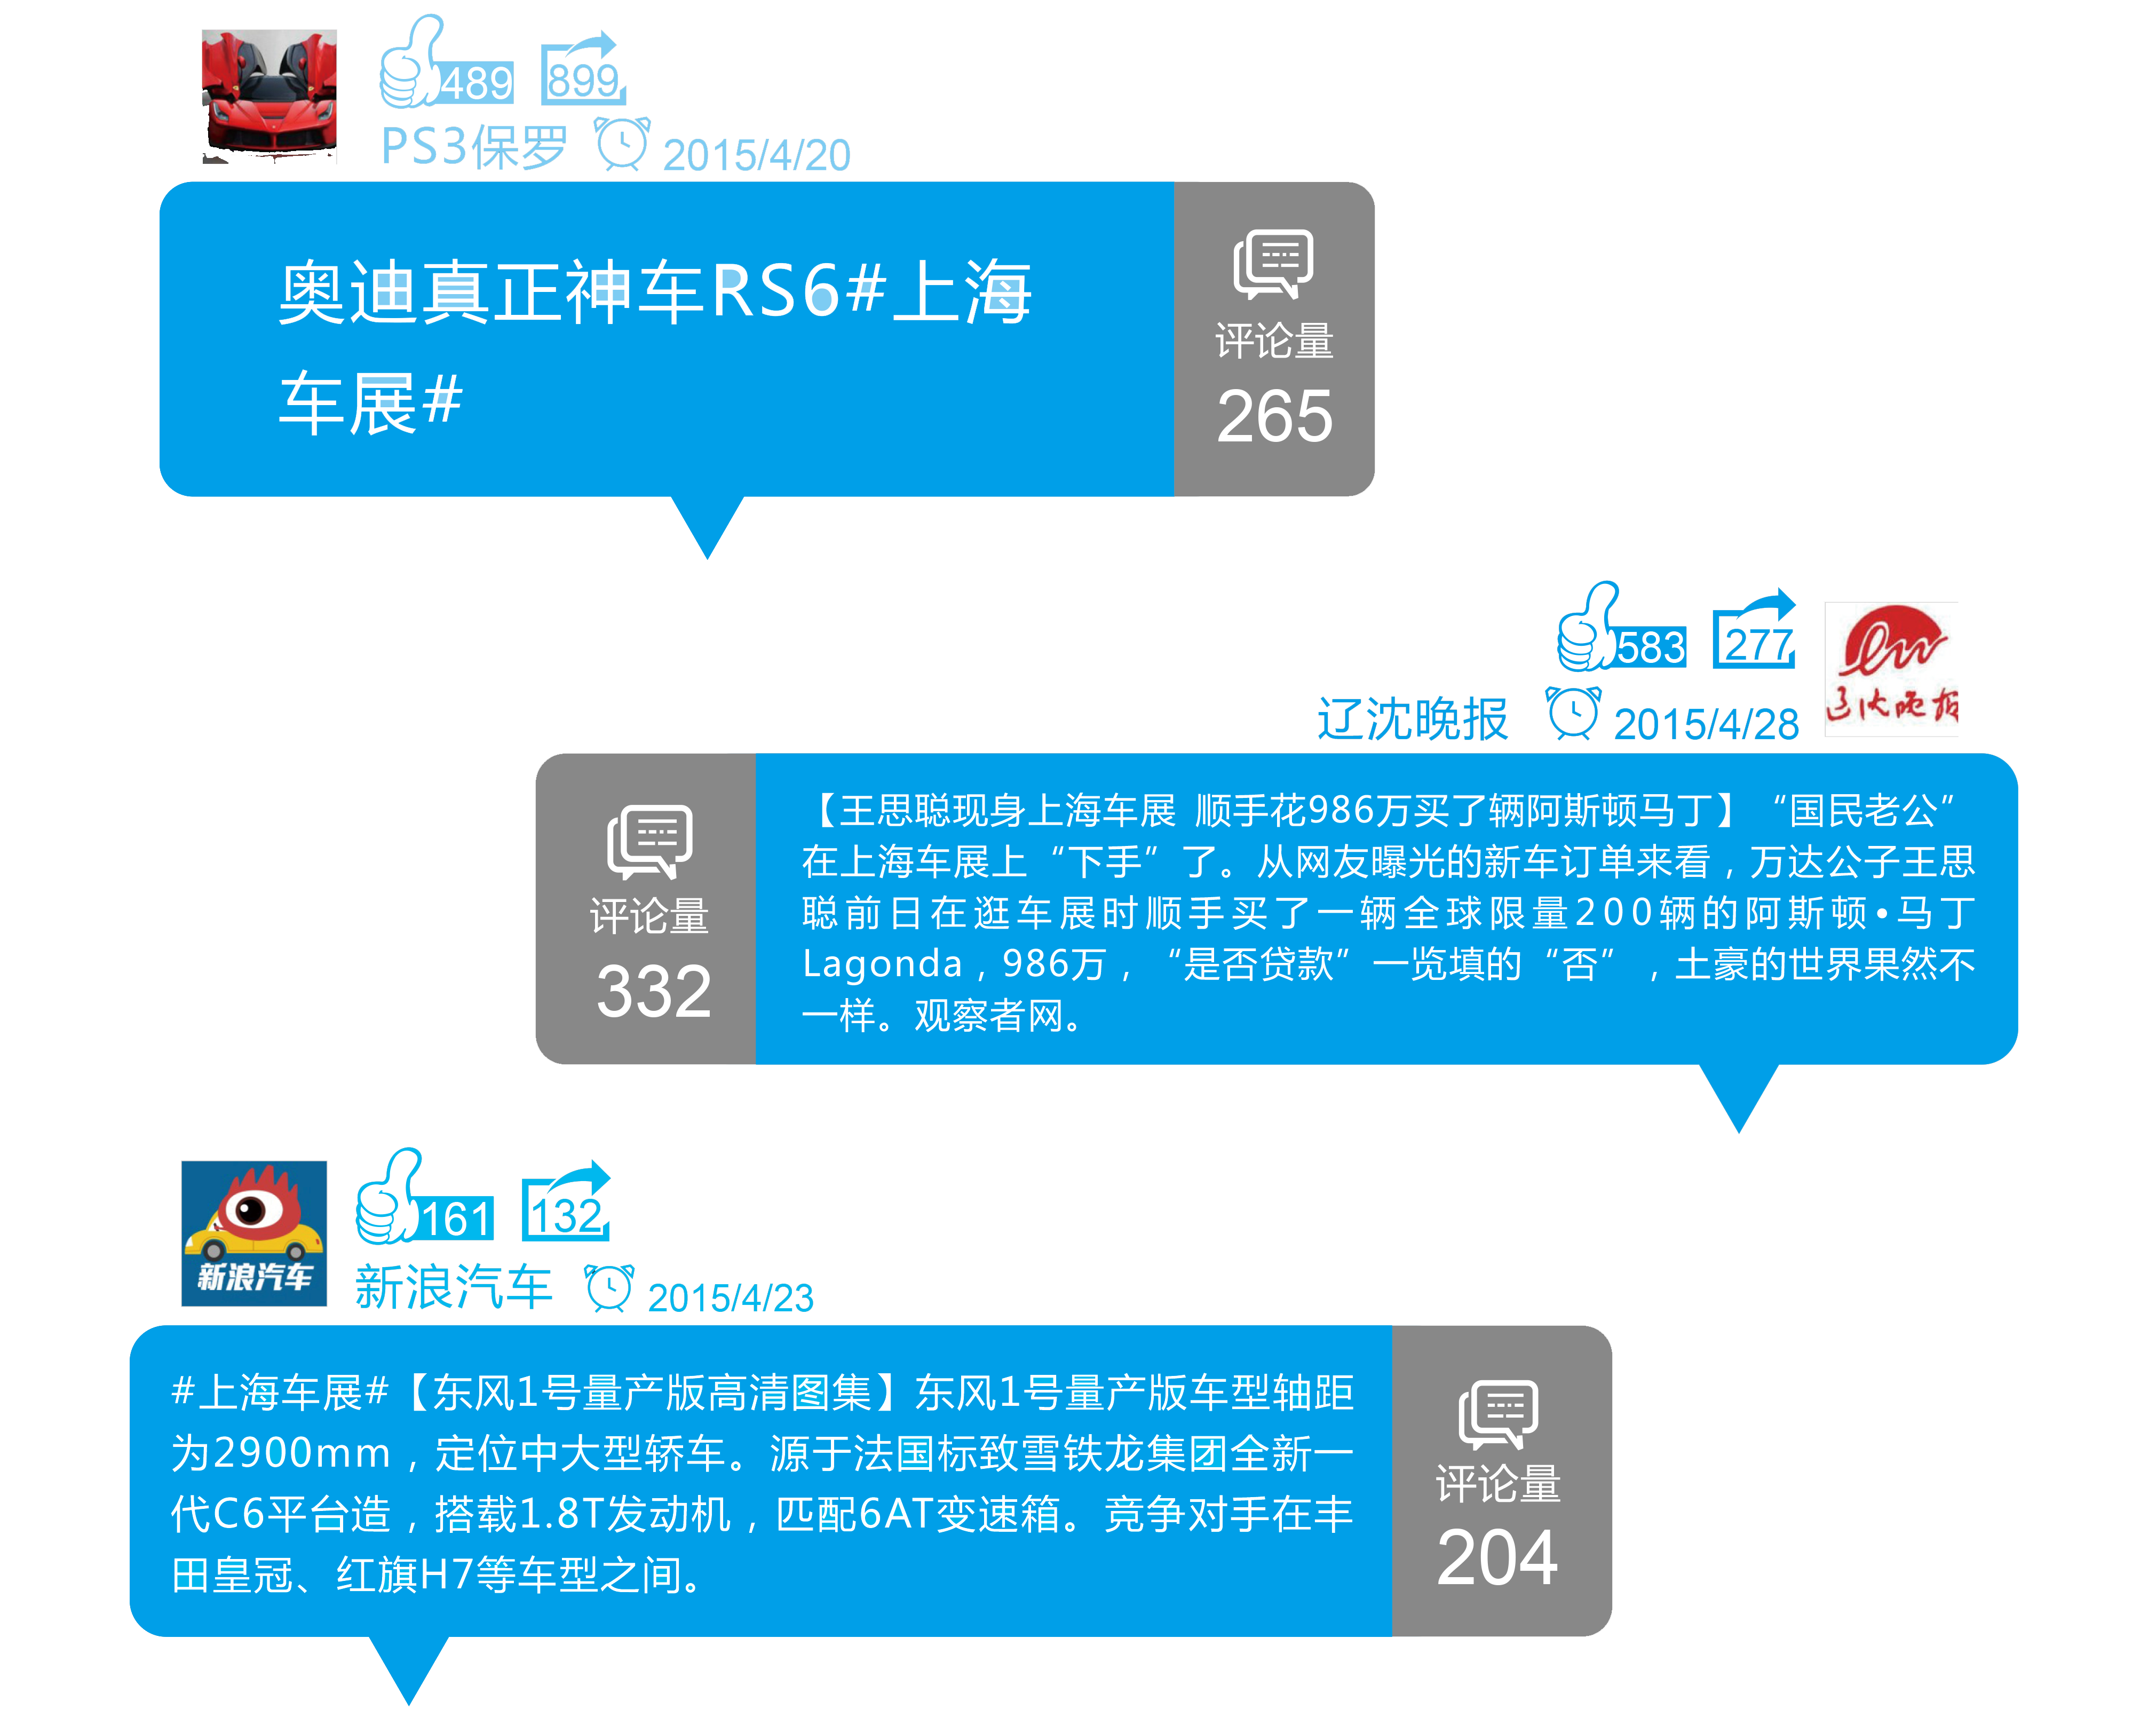 489
899
PS3保罗
2015/4/20
奥迪真正神车RS6#上海
车展#
评论量
265
583
277
辽沈晚报
2015/4/28
辽沈晚报
评论量
332
【王思聪现身上海车展 顺手花986万买了辆阿斯顿马丁】“国民老公”
在上海车展上“下手”了。从网友曝光的新车订单来看，万达公子王思
聪前日在逛车展时顺手买了一辆全球限量200辆的阿斯顿•马丁
Lagonda，986万，“是否贷款”一览填的“否”，土豪的世界果然不
一样。观察者网。
新浪汽车
161
132
新浪汽车
2015/4/23
#上海车展#【东风1号量产版高清图集】东风1号量产版车型轴距
为2900mm，定位中大型轿车。源于法国标致雪铁龙集团全新一
代C6平台造，搭载1.8T发动机，匹配6AT变速箱。竞争对手在丰
田皇冠、红旗H7等车型之间。
评论量
204